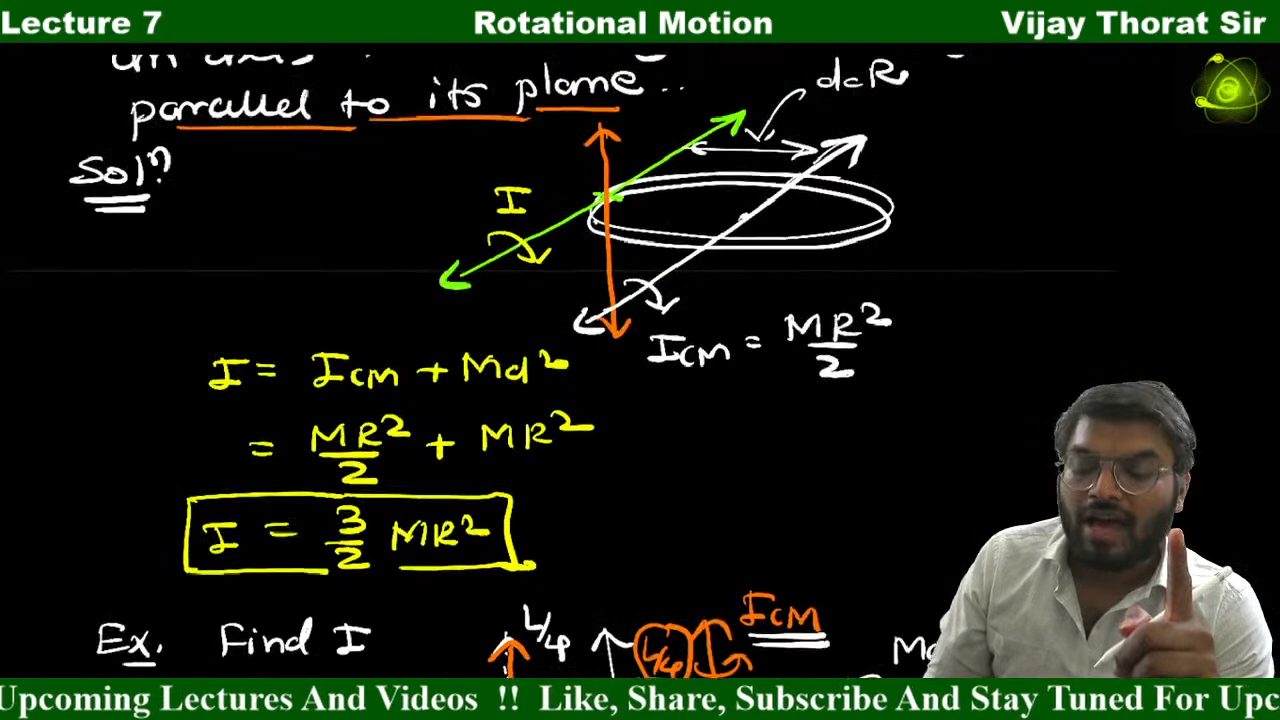 Lecture 7
Rotational Motion
Vijay Thorat Sir
parallel to its plane..
d=R
Solⁿ:
I
ICM = MR²/2
I = ICM + Md²
= MR²/2 + MR²
I = 3/2 MR²
Ex. Find I
L/4
L/4
ICM
Upcoming Lectures And Videos !! Like, Share, Subscribe And Stay Tuned For Upc